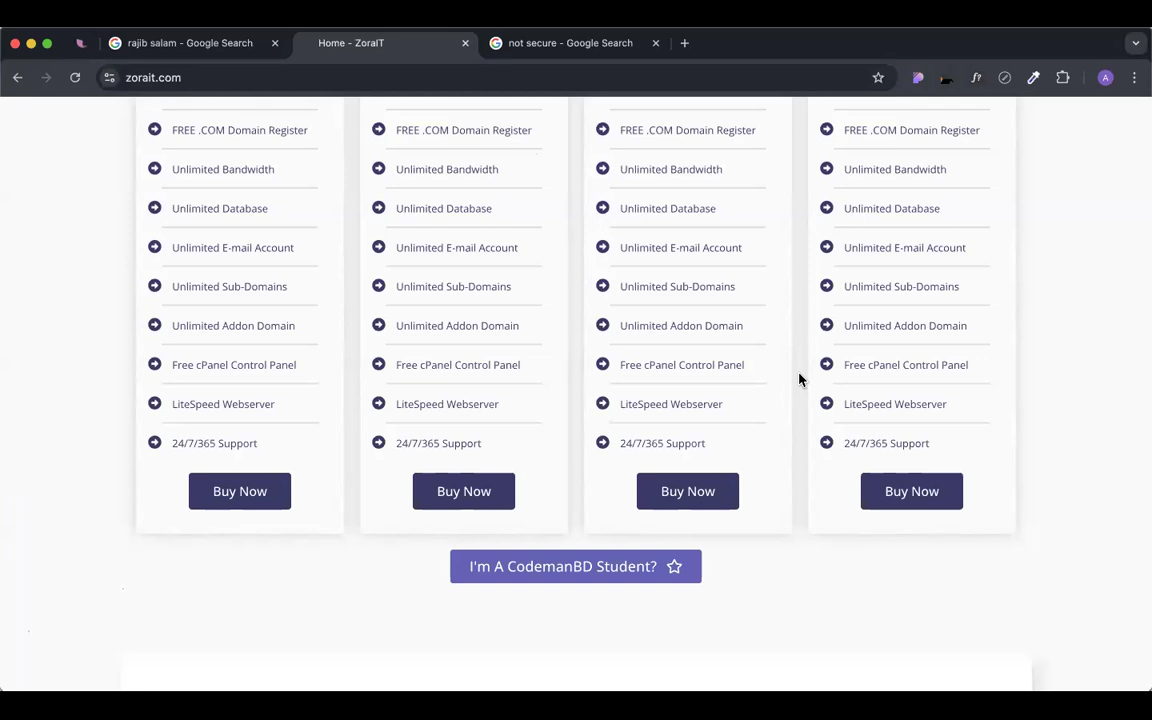 rajib salam - Google Search
Home - ZoraIT
not secure - Google Search
zorait.com
A
FREE .COM Domain Register
FREE .COM Domain Register
FREE .COM Domain Register
FREE .COM Domain Register
Unlimited Bandwidth
Unlimited Bandwidth
Unlimited Bandwidth
Unlimited Bandwidth
Unlimited Database
Unlimited Database
Unlimited Database
Unlimited Database
Unlimited E-mail Account
Unlimited E-mail Account
Unlimited E-mail Account
Unlimited E-mail Account
Unlimited Sub-Domains
Unlimited Sub-Domains
Unlimited Sub-Domains
Unlimited Sub-Domains
Unlimited Addon Domain
Unlimited Addon Domain
Unlimited Addon Domain
Unlimited Addon Domain
Free cPanel Control Panel
Free cPanel Control Panel
Free cPanel Control Panel
Free cPanel Control Panel
LiteSpeed Webserver
LiteSpeed Webserver
LiteSpeed Webserver
LiteSpeed Webserver
24/7/365 Support
24/7/365 Support
24/7/365 Support
24/7/365 Support
Buy Now
Buy Now
Buy Now
Buy Now
I'm A CodemanBD Student?